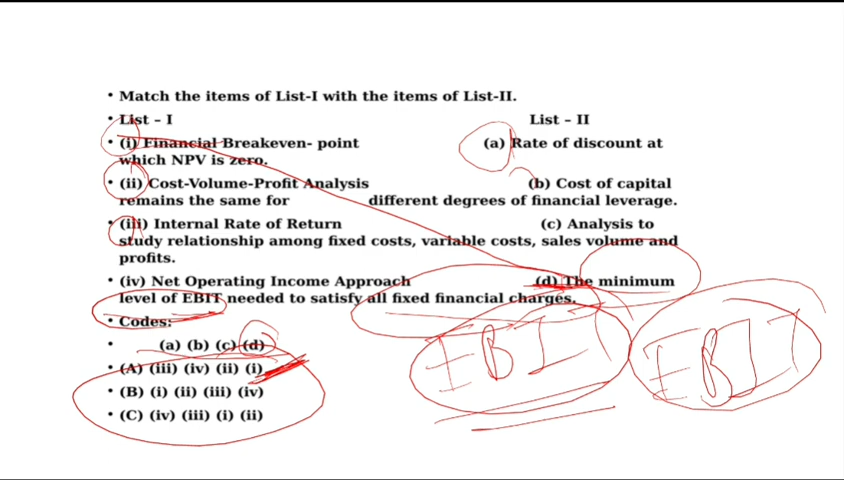 • Match the items of List-I with the items of List-II.
• List – I List – II
• (i) Financial Breakeven- point (a) Rate of discount at
which NPV is zero.
• (ii) Cost-Volume-Profit Analysis (b) Cost of capital
remains the same for different degrees of financial leverage.
• (iii) Internal Rate of Return (c) Analysis to
study relationship among fixed costs, variable costs, sales volume and
profits.
• (iv) Net Operating Income Approach (d) The minimum
level of EBIT needed to satisfy all fixed financial charges.
• Codes:
• (a) (b) (c) (d)
• (A) (iii) (iv) (ii) (i)
• (B) (i) (ii) (iii) (iv)
• (C) (iv) (iii) (i) (ii)
EBIT EBIT